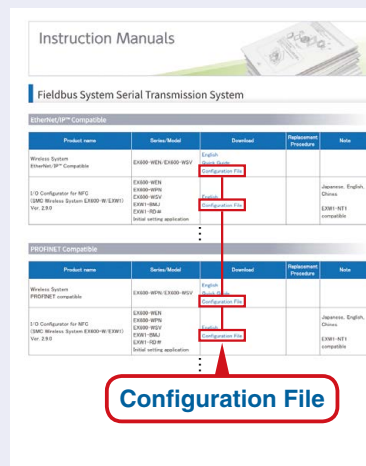 Instruction Manuals
Fieldbus System Serial Transmission System
EtherNet/IP™ Compatible
Product name Series/Model Download Replacement Procedure Note
Wireless System
EtherNet/IP™ Compatible
EX600-WEN/EX600-WSV
English
Quick Guide
Configuration File
I/O Configurator for NFC
(SMC Wireless System EX600-W/EXW1)
Ver. 2.9.0
EX600-WEN
EX600-WPN
EX600-WSV
EXW1-BMJ
EXW1-RD※
Initial setting application
English
Configuration File
Japanese, English,
Chines
EXW1-NT1
compatible
PROFINET Compatible
Product name Series/Model Download Replacement Procedure Note
Wireless System
PROFINET compatible
EX600-WPN/EX600-WSV
English
Quick Guide
Configuration File
I/O Configurator for NFC
(SMC Wireless System EX600-W/EXW1)
Ver. 2.9.0
EX600-WEN
EX600-WPN
EX600-WSV
EXW1-BMJ
EXW1-RD※
Initial setting application
English
Configuration File
Japanese, English,
Chines
EXW1-NT1
compatible
Configuration File